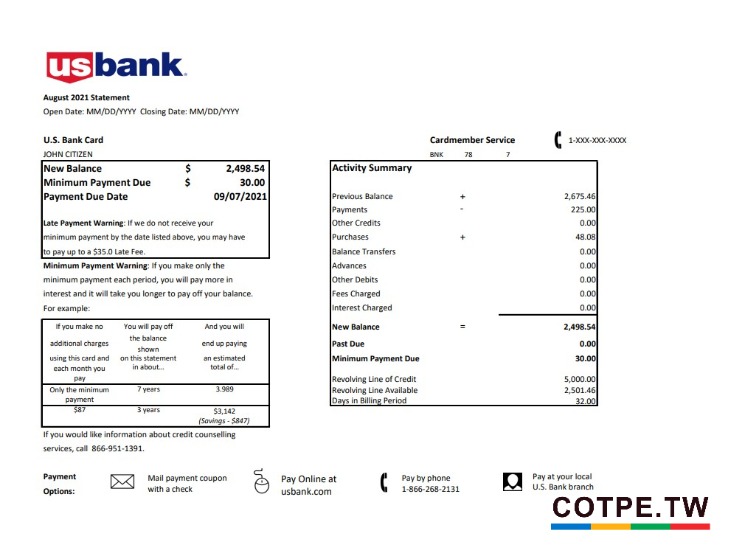 usbank.
August 2021 Statement
Open Date: MM/DD/YYYY Closing Date: MM/DD/YYYY
U.S. Bank Card
JOHN CITIZEN
New Balance $ 2,498.54
Minimum Payment Due $ 30.00
Payment Due Date 09/07/2021
Late Payment Warning: If we do not receive your
minimum payment by the date listed above, you may have
to pay up to a $35.0 Late Fee.
Minimum Payment Warning: If you make only the
minimum payment each period, you will pay more in
interest and it will take you longer to pay off your balance.
For example:
If you make no
additional charges
using this card and
each month you
pay
You will pay off
the balance
shown
on this statement
in about...
And you will
end up paying
an estimated
total of...
Only the minimum
payment
7 years
3.989
$87
3 years
$3,142
(Savings - $847)
If you would like information about credit counselling
services, call 866-951-1391.
Cardmember Service 1-XXX-XXX-XXXX
BNK 78 7
Activity Summary
Previous Balance + 2,675.46
Payments - 225.00
Other Credits 0.00
Purchases + 48.08
Balance Transfers 0.00
Advances 0.00
Other Debits 0.00
Fees Charged 0.00
Interest Charged 0.00
New Balance = 2,498.54
Past Due 0.00
Minimum Payment Due 30.00
Revolving Line of Credit 5,000.00
Revolving Line Available 2,501.46
Days in Billing Period 32.00
Payment
Options:
Mail payment coupon
with a check
Pay Online at
usbank.com
Pay by phone
1-866-268-2131
Pay at your local
U.S. Bank branch
COTPE.TW